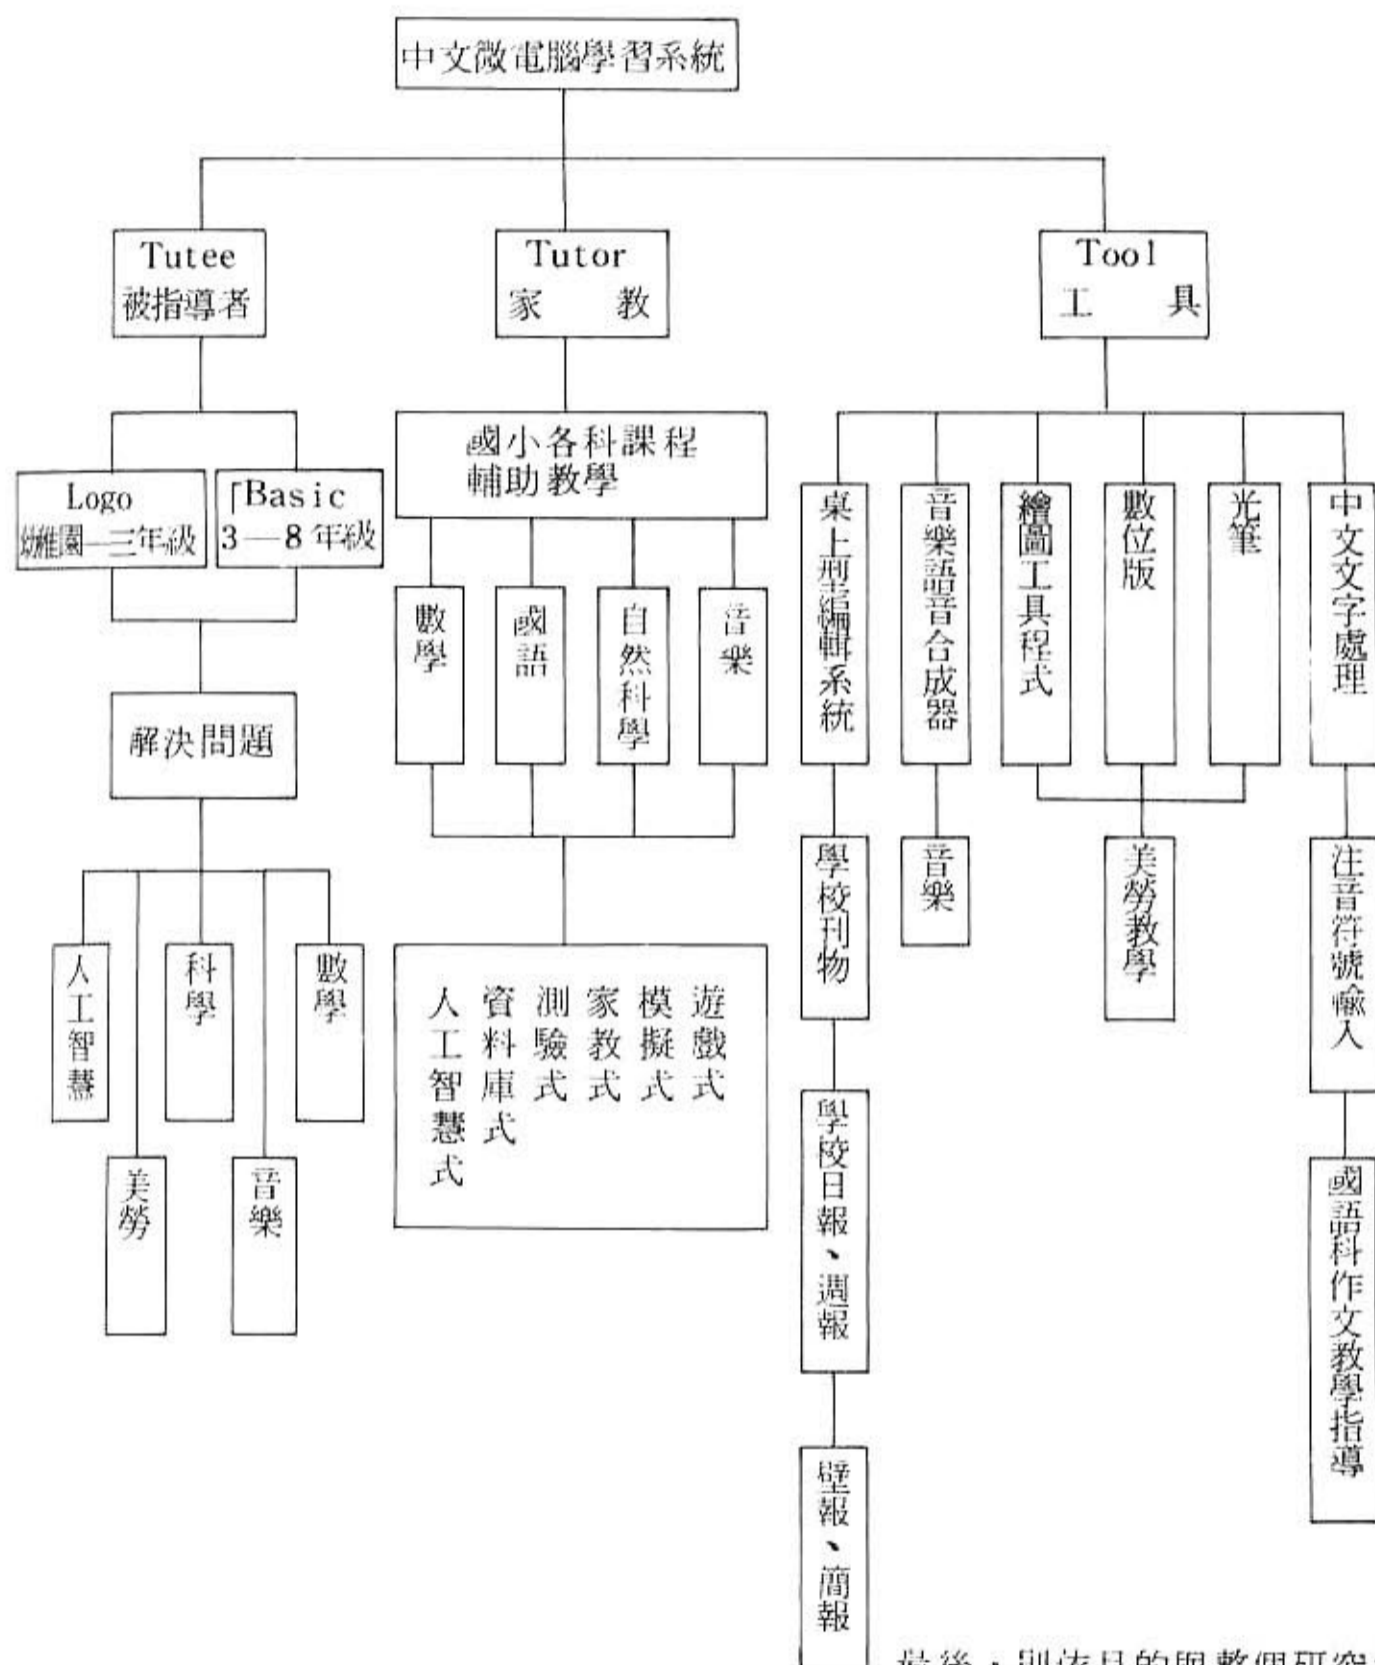 中文微電腦學習系統
Tutee
被指導者
Tutor
家 教
Tool
工 具
Logo
幼稚園—三年級
「Basic
3—8年級
國小各科課程
輔助教學
桌上型編輯系統
音樂語音合成器
繪圖工具程式
數位版
光筆
中文文字處理
數學
國語
自然科學
音樂
解決問題
學校刊物
音樂
美勞教學
注音符號輸入
人工智慧
科學
數學
美勞
音樂
人工智慧式
資料庫式
測驗式
家教式
模擬式
遊戲式
學校日報、週報
國語科作文教學指導
壁報、簡報